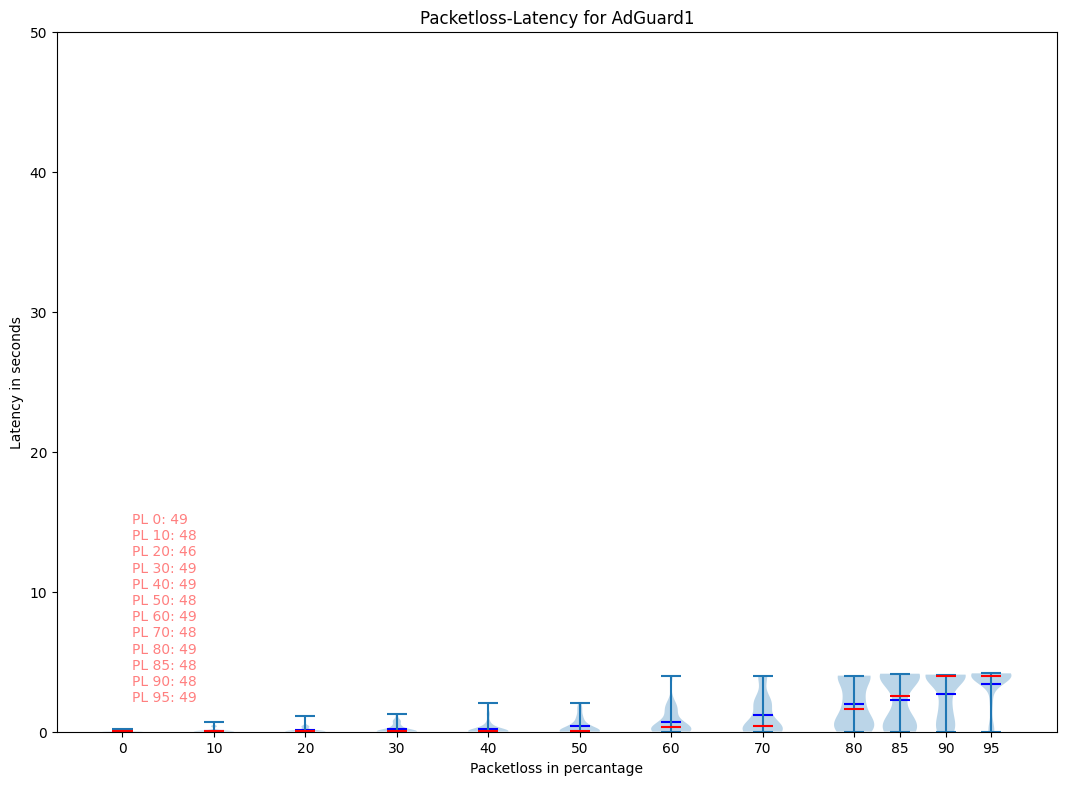 Packetloss-Latency for AdGuard1
50
40
30
20
10
0
Latency in seconds
PL 0: 49
PL 10: 48
PL 20: 46
PL 30: 49
PL 40: 49
PL 50: 48
PL 60: 49
PL 70: 48
PL 80: 49
PL 85: 48
PL 90: 48
PL 95: 49
0 10 20 30 40 50 60 70 80 85 90 95
Packetloss in percantage